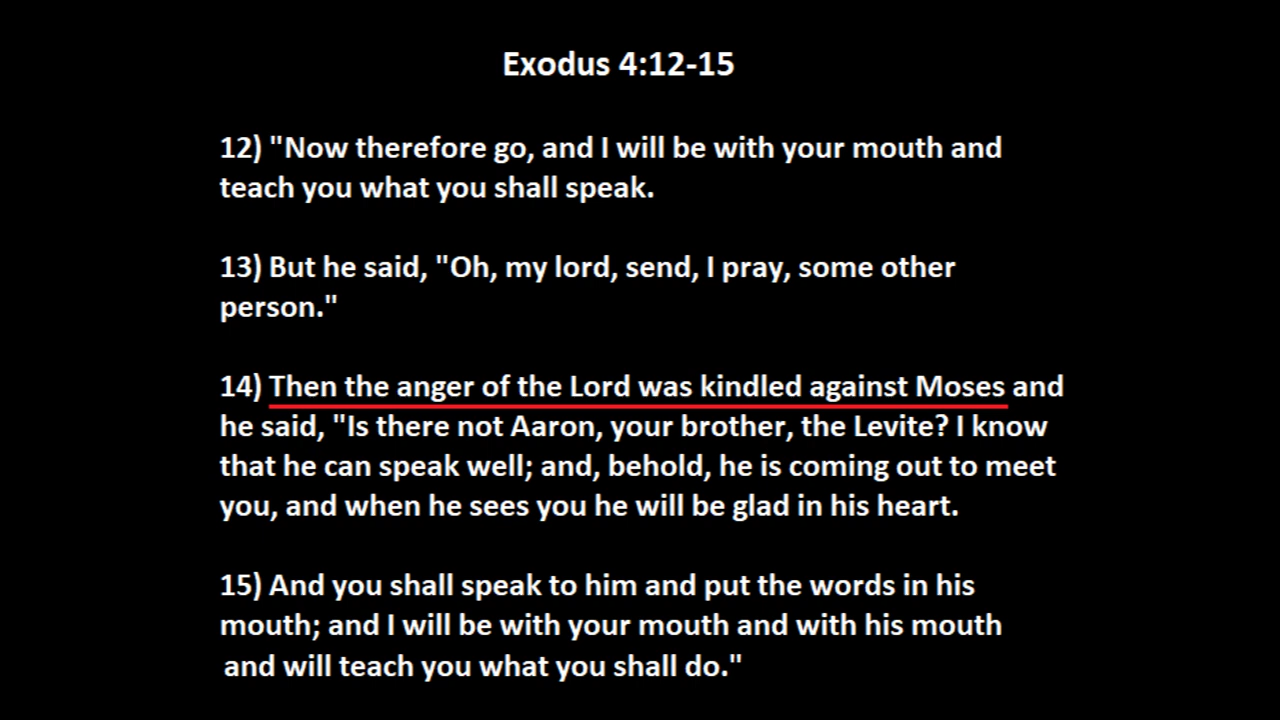 Exodus 4:12-15
12) "Now therefore go, and I will be with your mouth and
teach you what you shall speak.
13) But he said, "Oh, my lord, send, I pray, some other
person."
14) Then the anger of the Lord was kindled against Moses and
he said, "Is there not Aaron, your brother, the Levite? I know
that he can speak well; and, behold, he is coming out to meet
you, and when he sees you he will be glad in his heart.
15) And you shall speak to him and put the words in his
mouth; and I will be with your mouth and with his mouth
and will teach you what you shall do."